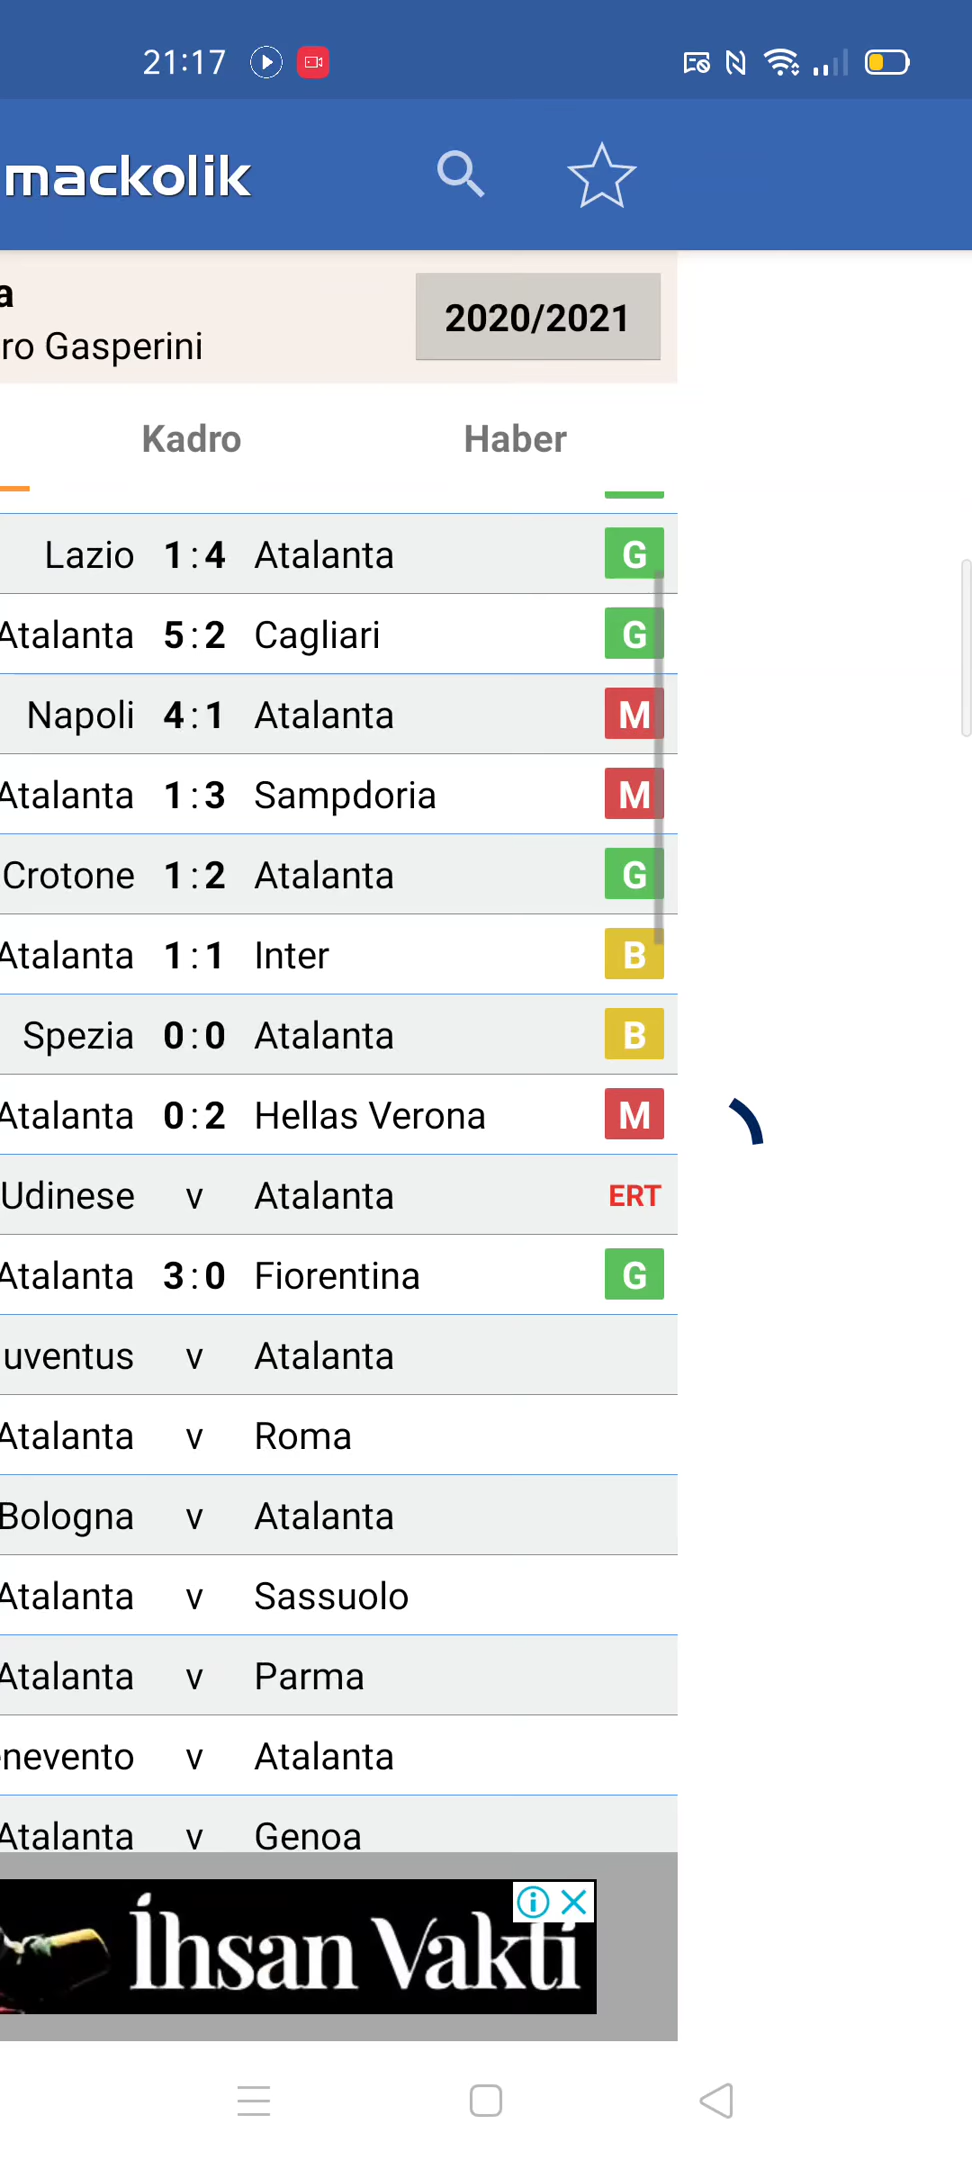 21:17
mackolik
a
2020/2021
ro Gasperini
Kadro Haber
Lazio 1:4 Atalanta G
Atalanta 5:2 Cagliari G
Napoli 4:1 Atalanta M
Atalanta 1:3 Sampdoria M
Crotone 1:2 Atalanta G
Atalanta 1:1 Inter B
Spezia 0:0 Atalanta B
Atalanta 0:2 Hellas Verona M
Udinese v Atalanta ERT
Atalanta 3:0 Fiorentina G
uventus v Atalanta
Atalanta v Roma
Bologna v Atalanta
Atalanta v Sassuolo
Atalanta v Parma
enevento v Atalanta
Atalanta v Genoa
İhsan Vakti